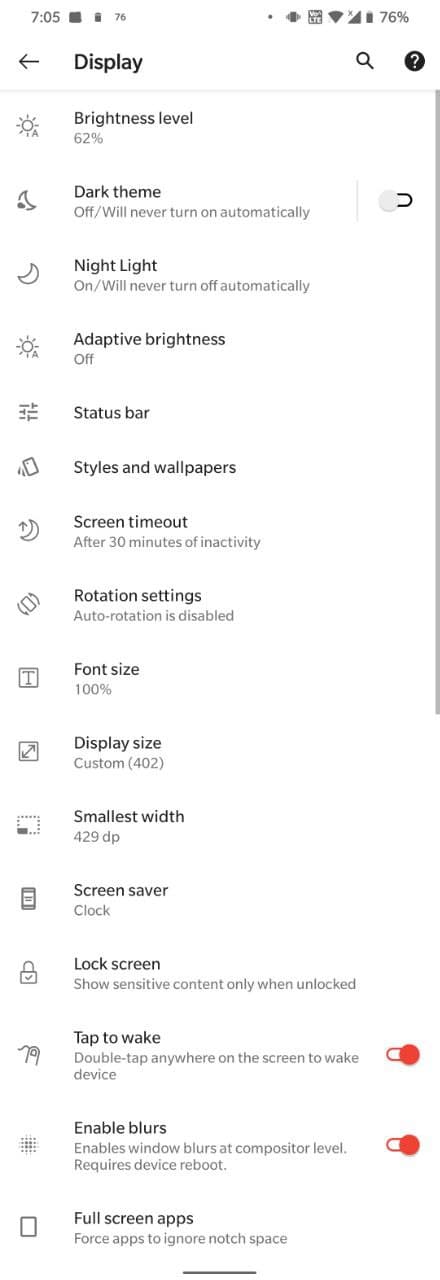 7:05 76 VoLTE 76%
Display
Brightness level
62%
Dark theme
Off/Will never turn on automatically
Night Light
On/Will never turn off automatically
Adaptive brightness
Off
Status bar
Styles and wallpapers
Screen timeout
After 30 minutes of inactivity
Rotation settings
Auto-rotation is disabled
Font size
100%
Display size
Custom (402)
Smallest width
429 dp
Screen saver
Clock
Lock screen
Show sensitive content only when unlocked
Tap to wake
Double-tap anywhere on the screen to wake
device
Enable blurs
Enables window blurs at compositor level.
Requires device reboot.
Full screen apps
Force apps to ignore notch space